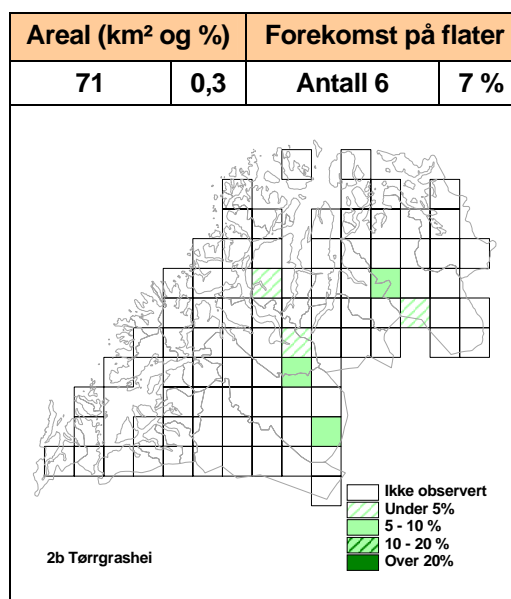 Areal (km² og %) Forekomst på flater
71 0,3 Antall 6 7 %
Ikke observert
Under 5%
5 - 10 %
10 - 20 %
Over 20%
2b Tørrgrashei